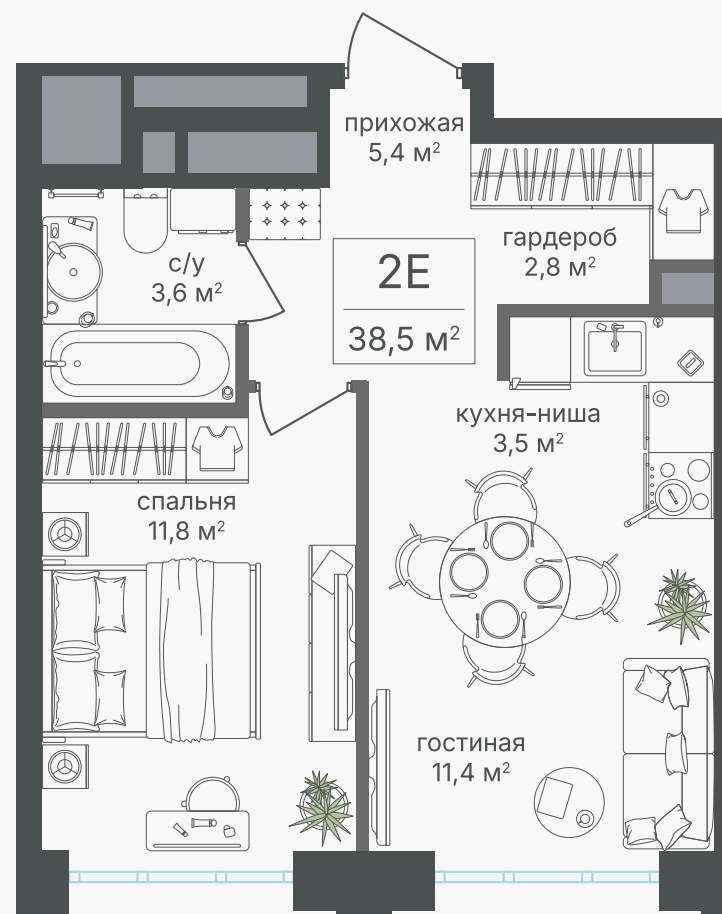 прихожая
5,4 м²
гардероб
2,8 м²
с/у
3,6 м²
2Е
38,5 м²
кухня-ниша
3,5 м²
спальня
11,8 м²
гостиная
11,4 м²